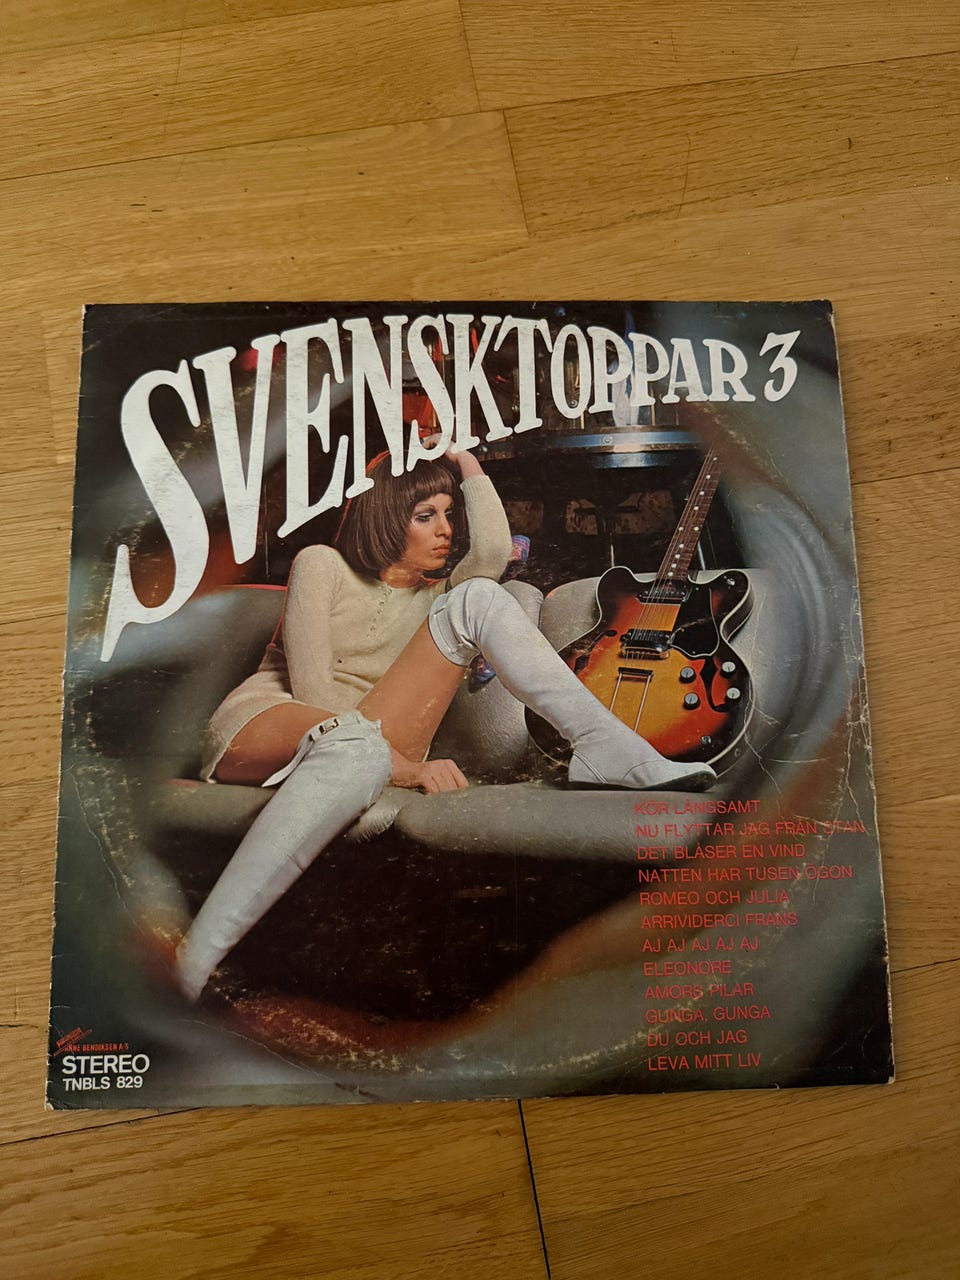 SVENSKTOPPAR 3
KÖR LÅNGSAMT
NU FLYTTAR JAG FRÅN STAN
DET BLÅSER EN VIND
NATTEN HAR TUSEN ÖGON
ROMEO OCH JULIA
ARRIVIDERCI FRANS
AJ AJ AJ AJ AJ
ELEONORE
AMORS PILAR
GUNGA, GUNGA
DU OCH JAG
LEVA MITT LIV
ARNE BENDIKSEN A/S
STEREO
TNBLS 829